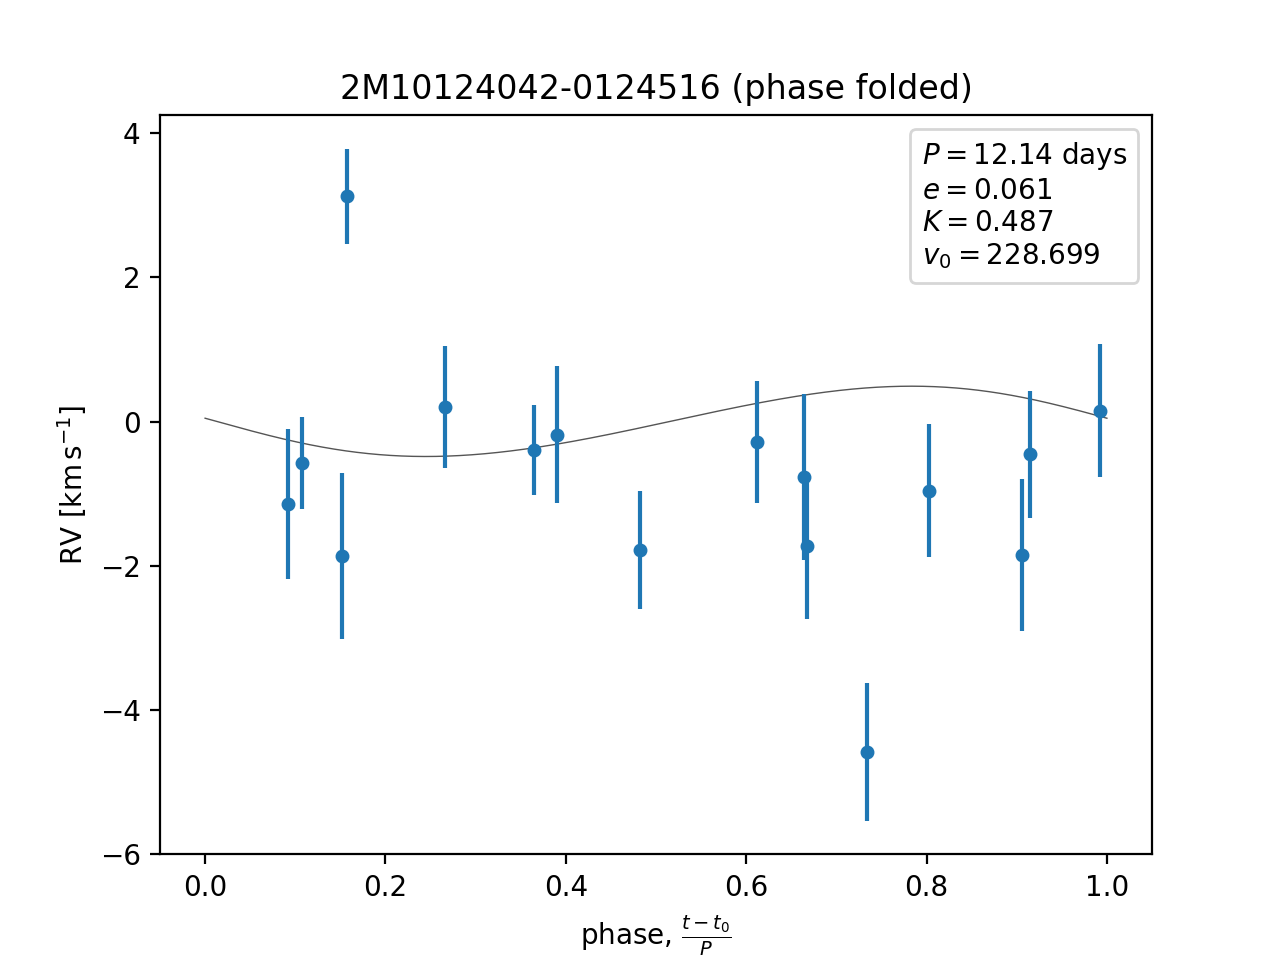 2M10124042-0124516 (phase folded)
P = 12.14 days
e = 0.061
K = 0.487
v₀ = 228.699
4
2
0
−2
−4
−6
RV [km s⁻¹]
0.0 0.2 0.4 0.6 0.8 1.0
phase, (t − t₀)/P